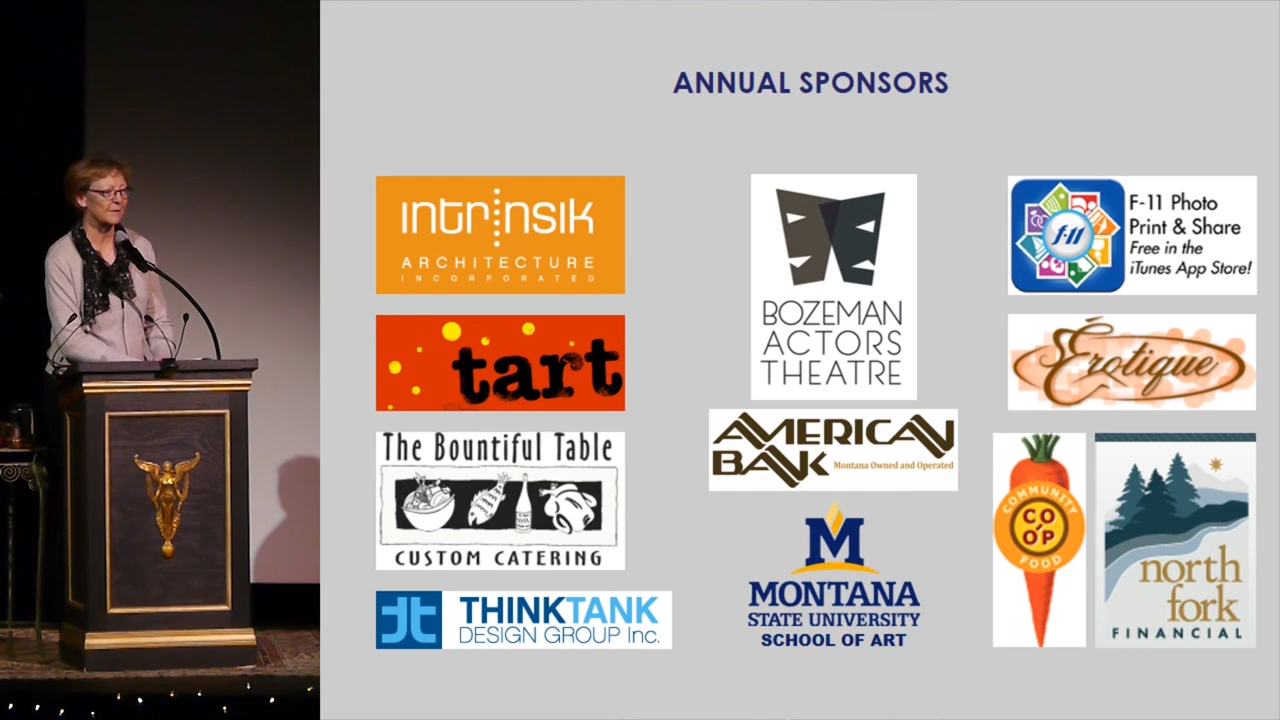 ANNUAL SPONSORS
intrinsik
ARCHITECTURE
INCORPORATED
tart
The Bountiful Table
CUSTOM CATERING
THINKTANK
DESIGN GROUP Inc.
BOZEMAN
ACTORS
THEATRE
AMERICAN
BANK
Montana Owned and Operated
M
MONTANA
STATE UNIVERSITY
SCHOOL OF ART
f-11
F-11 Photo
Print & Share
Free in the
iTunes App Store!
Érotique
COMMUNITY
CO
OP
FOOD
north
fork
FINANCIAL